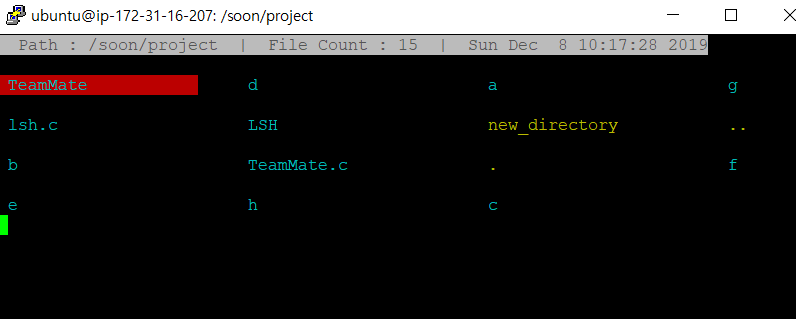 ubuntu@ip-172-31-16-207: /soon/project
Path : /soon/project | File Count : 15 | Sun Dec 8 10:17:28 2019
TeamMate d a g
lsh.c LSH new_directory ..
b TeamMate.c . f
e h c